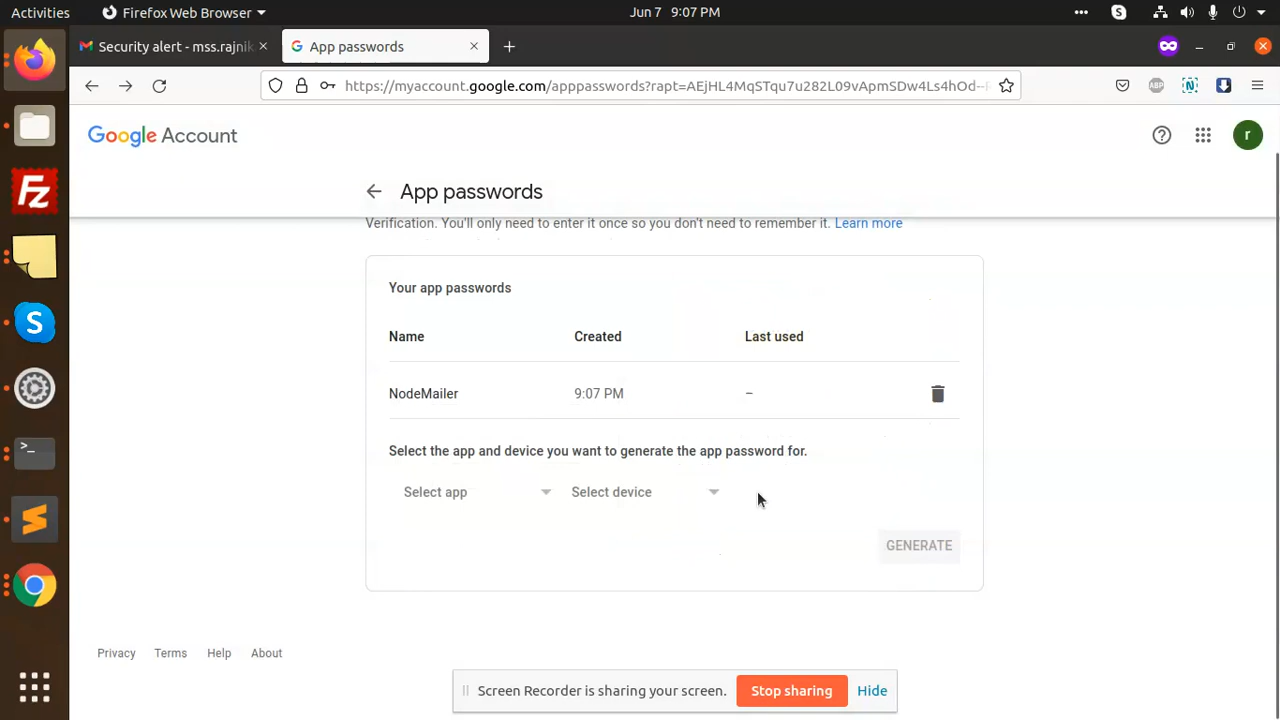 Activities
Firefox Web Browser
Jun 7 9:07 PM
Security alert - mss.rajnik
App passwords
https://myaccount.google.com/apppasswords?rapt=AEjHL4MqSTqu7u282L09vApmSDw4Ls4hOd--
ABP
N
Google Account
r
App passwords
Verification. You'll only need to enter it once so you don't need to remember it. Learn more
Your app passwords
Name Created Last used
NodeMailer 9:07 PM –
Select the app and device you want to generate the app password for.
Select app Select device
GENERATE
Privacy Terms Help About
Screen Recorder is sharing your screen. Stop sharing Hide